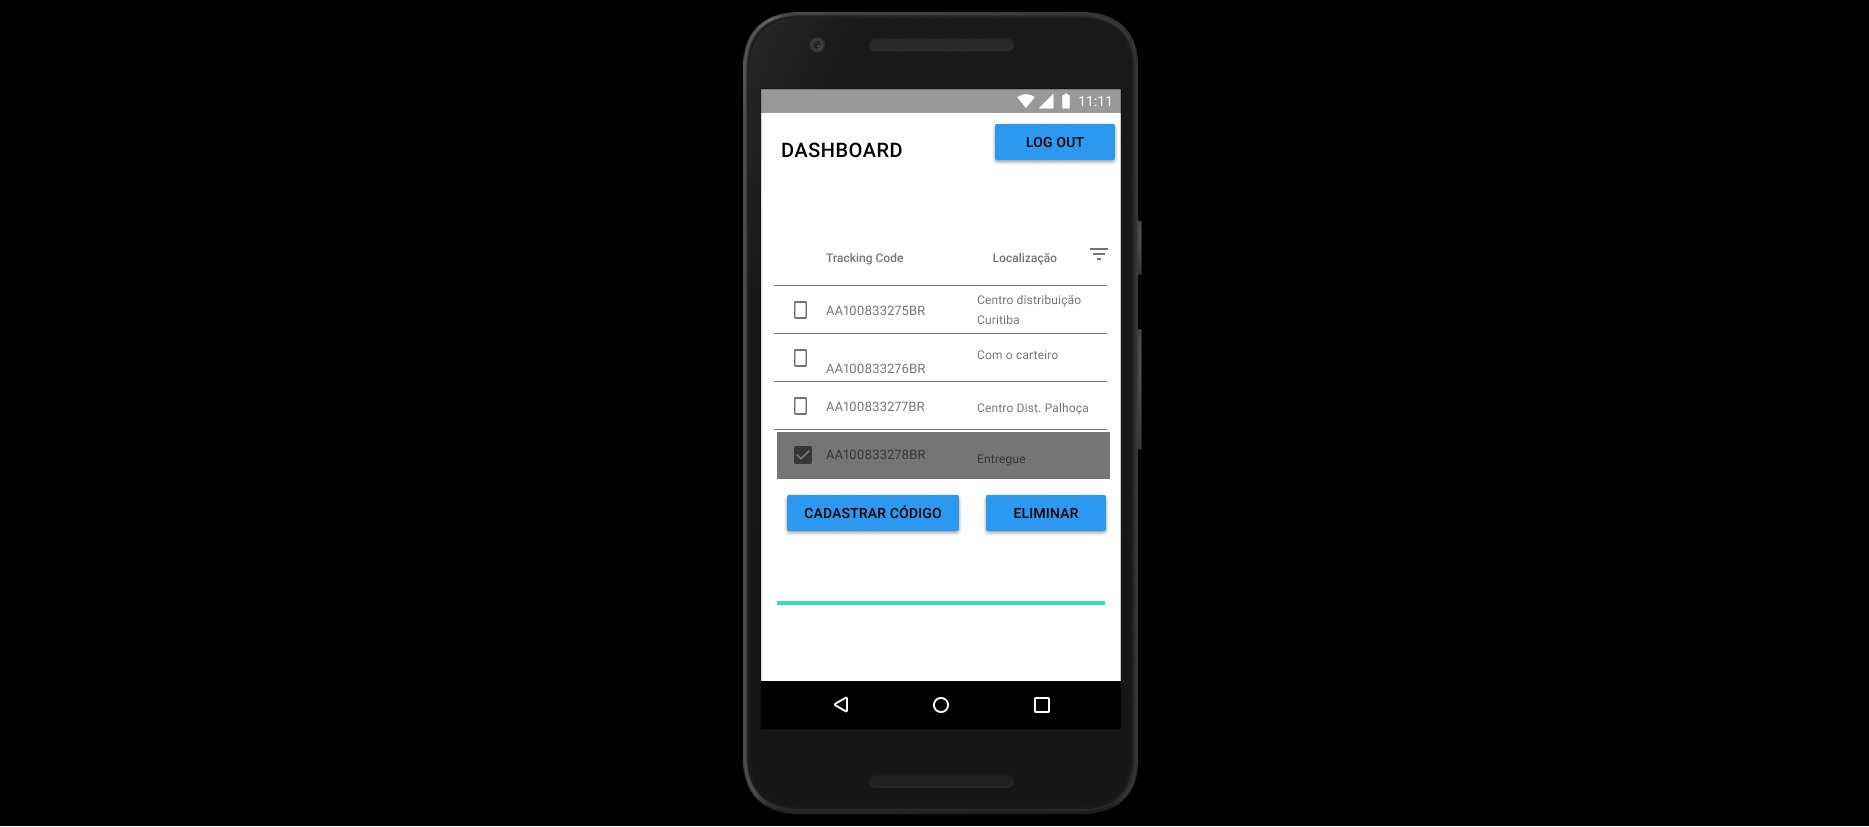 11:11
LOG OUT
DASHBOARD
Tracking Code
Localização
AA100833275BR
Centro distribuição
Curitiba
AA100833276BR
Com o carteiro
AA100833277BR
Centro Dist. Palhoça
AA100833278BR
Entregue
CADASTRAR CÓDIGO
ELIMINAR